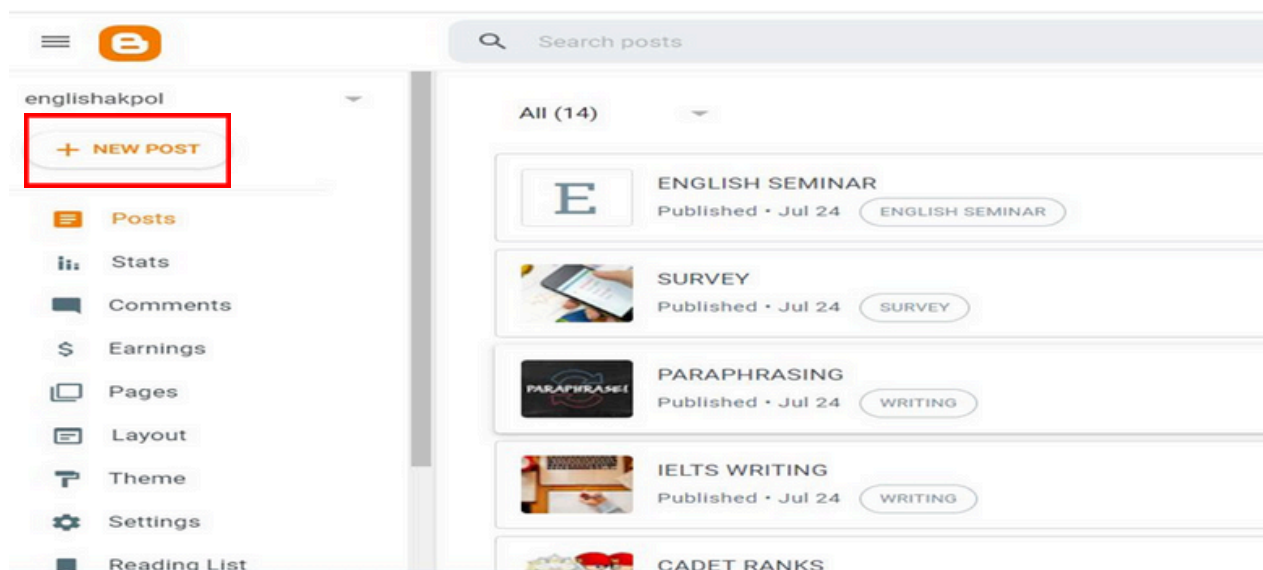 Search posts
englishakpol
+ NEW POST
Posts
Stats
Comments
$ Earnings
Pages
Layout
Theme
Settings
Reading List
All (14)
E
ENGLISH SEMINAR
Published • Jul 24 ENGLISH SEMINAR
SURVEY
Published • Jul 24 SURVEY
PARAPHRASE!
PARAPHRASING
Published • Jul 24 WRITING
IELTS WRITING
Published • Jul 24 WRITING
CADET RANKS